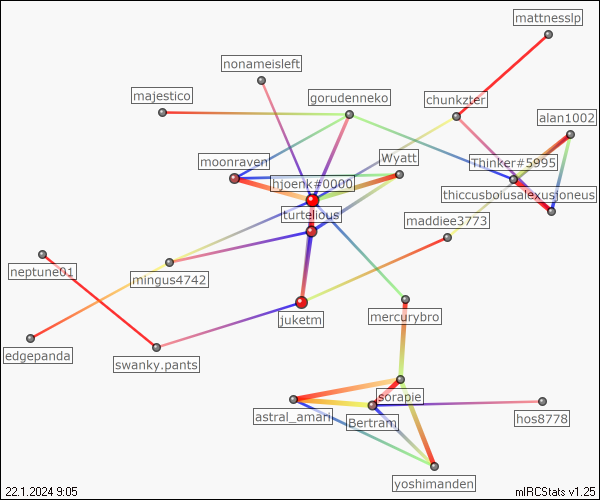 mattnesslp
nonameisleft
majestico
gorudenneko
chunkzter
alan1002
moonraven
Wyatt
Thinker#5995
hjoenk#0000
thiccusbolusalexusjoneus
turtelious
maddiee3773
neptune01
mingus4742
juketm
mercurybro
edgepanda
swanky.pants
sorapie
astral_amari
Bertram
hos8778
yoshimanden
22.1.2024 9:05
mIRCStats v1.25